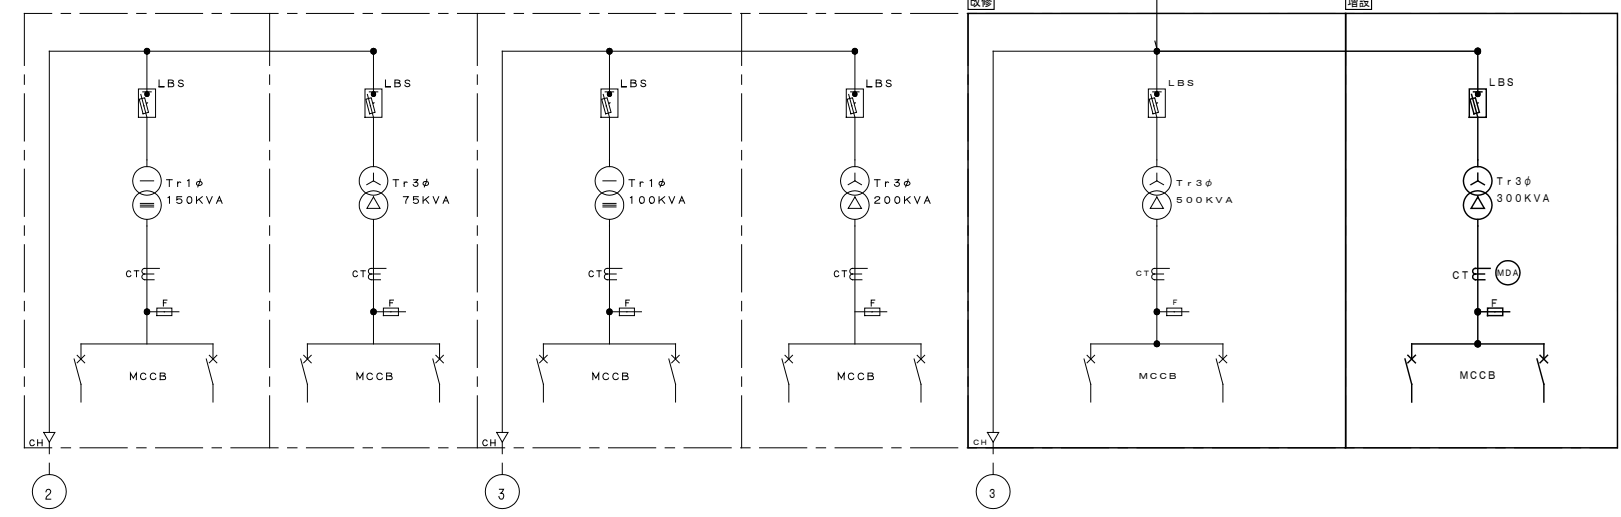 改修
増設
LBS
LBS
LBS
LBS
LBS
LBS
Tr1φ
150KVA
Tr3φ
75KVA
Tr1φ
100KVA
Tr3φ
200KVA
Tr3φ
500KVA
Tr3φ
300KVA
CT
CT
CT
CT
CT
CT
MDA
F
F
F
F
F
F
MCCB
MCCB
MCCB
MCCB
MCCB
MCCB
CH
CH
CH
2
3
3